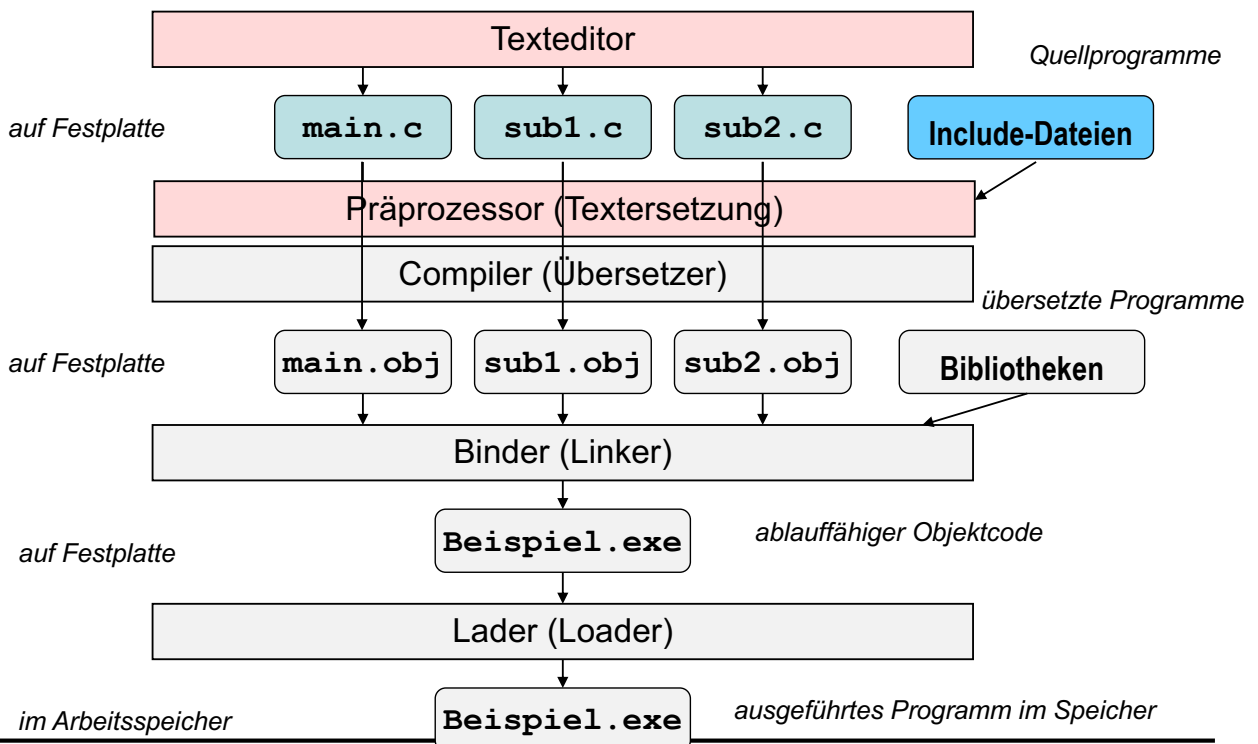 Texteditor
Quellprogramme
auf Festplatte
main.c
sub1.c
sub2.c
Include-Dateien
Präprozessor (Textersetzung)
Compiler (Übersetzer)
übersetzte Programme
auf Festplatte
main.obj
sub1.obj
sub2.obj
Bibliotheken
Binder (Linker)
auf Festplatte
Beispiel.exe
ablauffähiger Objektcode
Lader (Loader)
im Arbeitsspeicher
Beispiel.exe
ausgeführtes Programm im Speicher